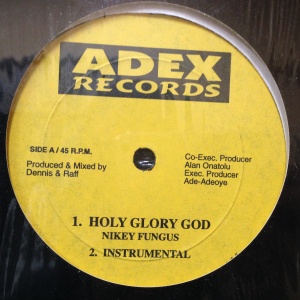 ADEX
RECORDS
SIDE A / 45 R.P.M.
Produced & Mixed by
Dennis & Raff
Co-Exec. Producer
Alan Onatolu
Exec. Producer
Ade-Adeoye
1. HOLY GLORY GOD
NIKEY FUNGUS
2. INSTRUMENTAL